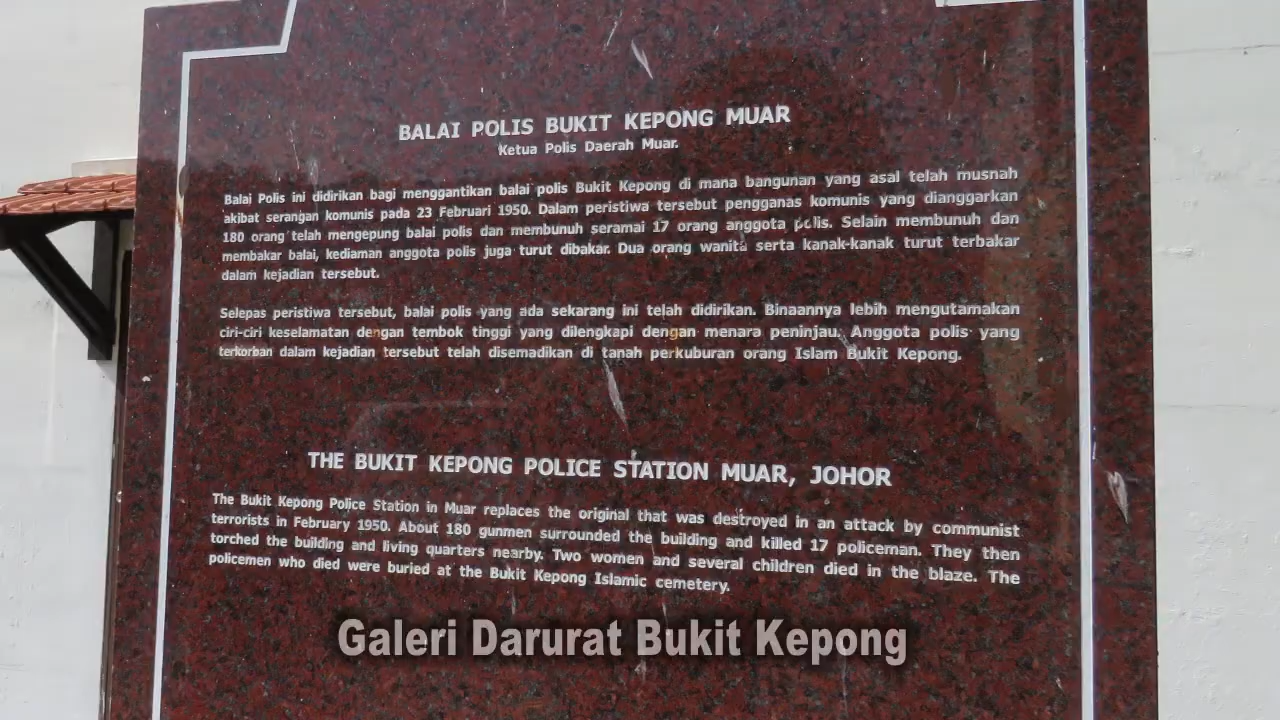 BALAI POLIS BUKIT KEPONG MUAR
Ketua Polis Daerah Muar.
Balai Polis ini didirikan bagi menggantikan balai polis Bukit Kepong di mana bangunan yang asal telah musnah
akibat serangan komunis pada 23 Februari 1950. Dalam peristiwa tersebut pengganas komunis yang dianggarkan
180 orang telah mengepung balai polis dan membunuh seramai 17 orang anggota polis. Selain membunuh dan
membakar balai, kediaman anggota polis juga turut dibakar. Dua orang wanita serta kanak-kanak turut terbakar
dalam kejadian tersebut.
Selepas peristiwa tersebut, balai polis yang ada sekarang ini telah didirikan. Binaannya lebih mengutamakan
ciri-ciri keselamatan dengan tembok tinggi yang dilengkapi dengan menara peninjau. Anggota polis yang
terkorban dalam kejadian tersebut telah disemadikan di tanah perkuburan orang Islam Bukit Kepong.
THE BUKIT KEPONG POLICE STATION MUAR, JOHOR
The Bukit Kepong Police Station in Muar replaces the original that was destroyed in an attack by communist
terrorists in February 1950. About 180 gunmen surrounded the building and killed 17 policeman. They then
torched the building and living quarters nearby. Two women and several children died in the blaze. The
policemen who died were buried at the Bukit Kepong Islamic cemetery.
Galeri Darurat Bukit Kepong